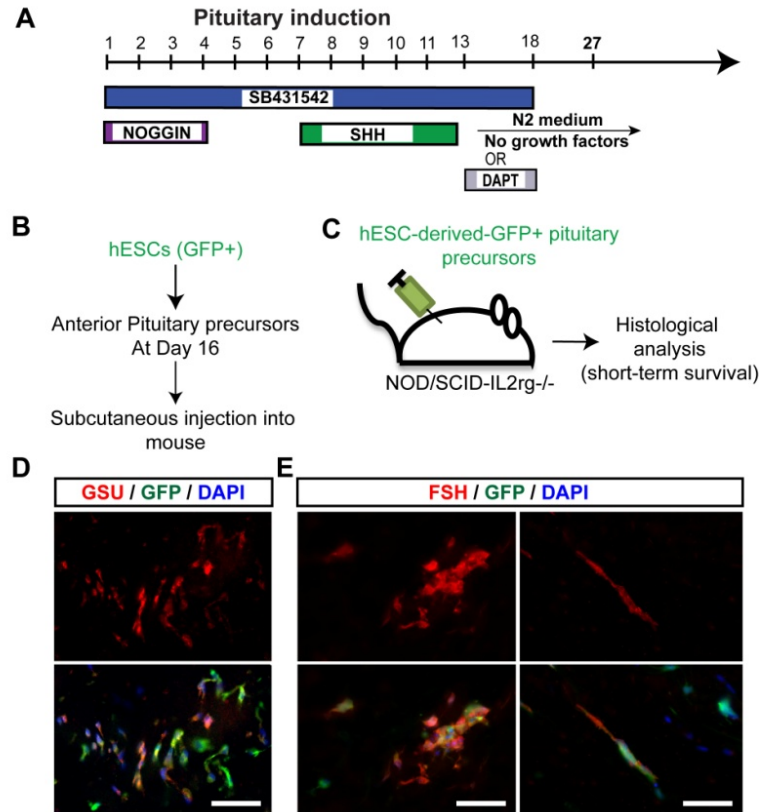 A
Pituitary induction
1 2 3 4 5 6 7 8 9 10 11 13 18 27
SB431542
NOGGIN
SHH
N2 medium
No growth factors
OR
DAPT
B
hESCs (GFP+)
Anterior Pituitary precursors
At Day 16
Subcutaneous injection into
mouse
C
hESC-derived-GFP+ pituitary
precursors
NOD/SCID-IL2rg-/-
Histological
analysis
(short-term survival)
D
GSU / GFP / DAPI
E
FSH / GFP / DAPI